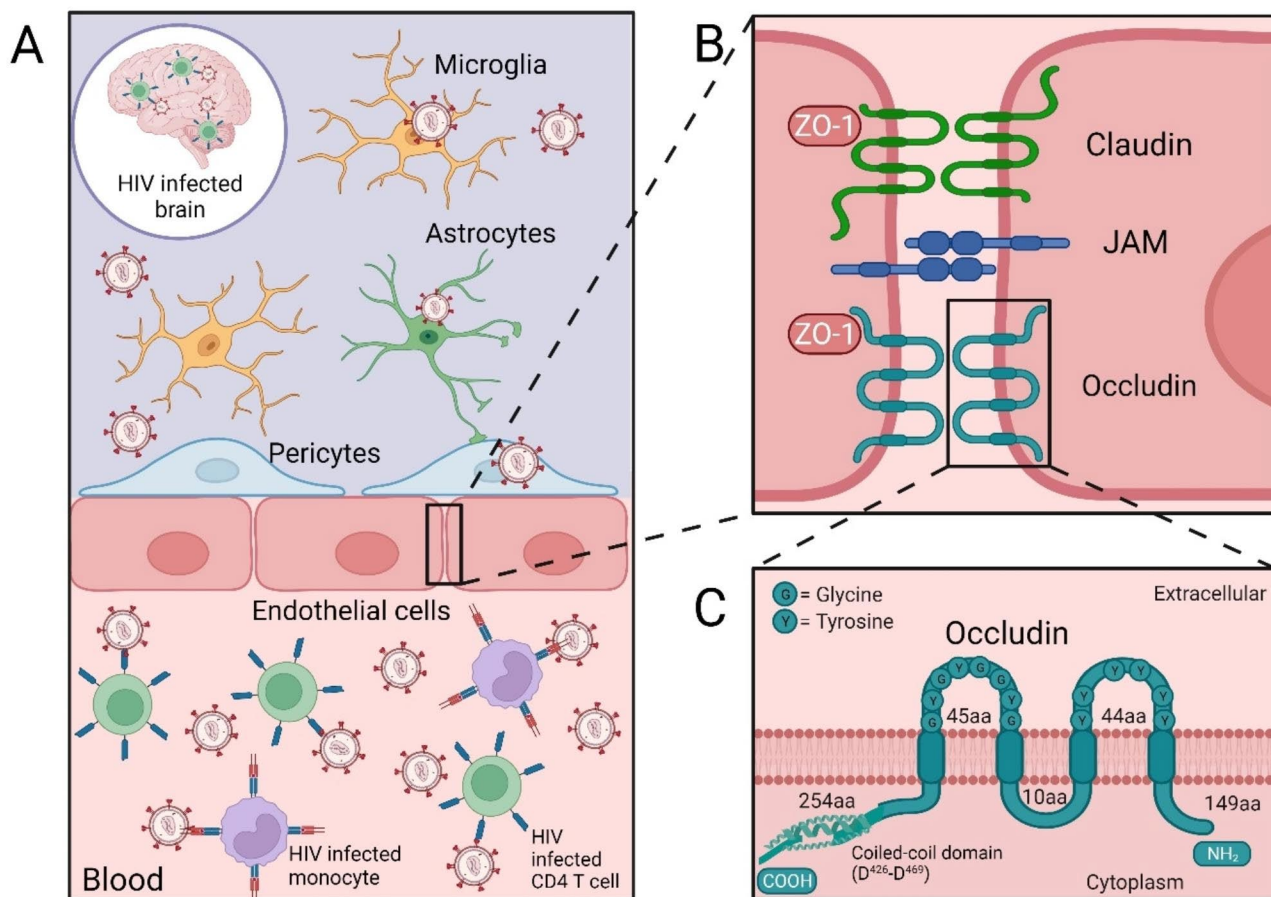 A
HIV infected
brain
Microglia
Astrocytes
Pericytes
Endothelial cells
HIV infected
monocyte
HIV
infected
CD4 T cell
Blood
B
ZO-1
Claudin
JAM
ZO-1
Occludin
C
G = Glycine
Y = Tyrosine
Extracellular
Occludin
G Y G Y G G Y G
Y Y Y Y Y Y
45aa
44aa
254aa
10aa
149aa
Coiled-coil domain
(D⁴²⁶-D⁴⁶⁹)
COOH
NH₂
Cytoplasm